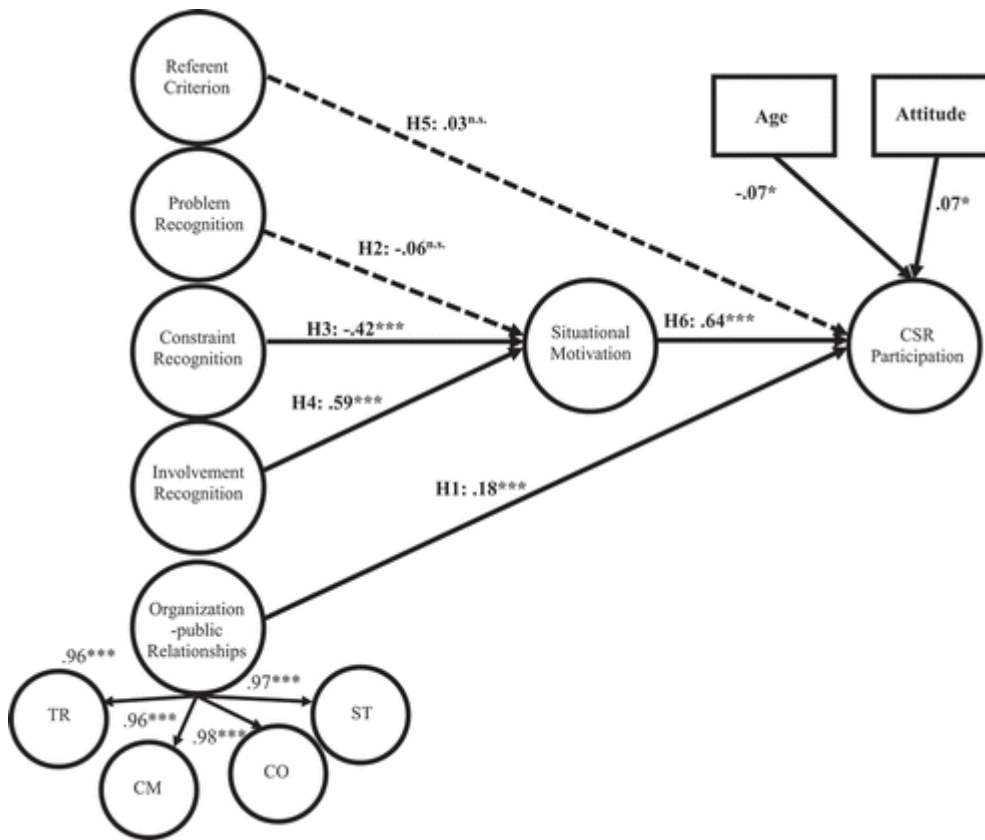 Referent
Criterion
H5: .03n.s.
Age
Attitude
Problem
Recognition
-.07*
.07*
H2: -.06n.s.
Constraint
Recognition
H3: -.42***
Situational
Motivation
H6: .64***
CSR
Participation
H4: .59***
Involvement
Recognition
H1: .18***
Organization
-public
Relationships
.96***
.97***
TR
.96***
.98***
ST
CM
CO